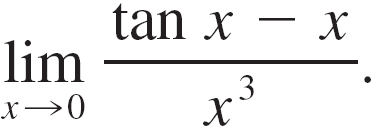 lim x→0 (tan x − x) / x³.